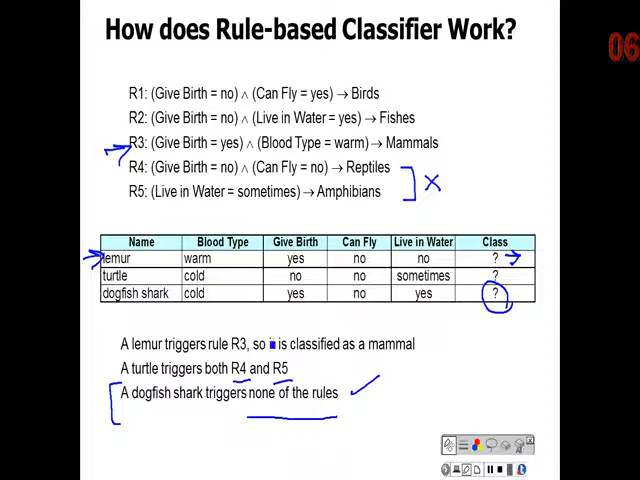 How does Rule-based Classifier Work?
06
R1: (Give Birth = no) ∧ (Can Fly = yes) → Birds
R2: (Give Birth = no) ∧ (Live in Water = yes) → Fishes
R3: (Give Birth = yes) ∧ (Blood Type = warm) → Mammals
R4: (Give Birth = no) ∧ (Can Fly = no) → Reptiles
R5: (Live in Water = sometimes) → Amphibians
Name Blood Type Give Birth Can Fly Live in Water Class
lemur warm yes no no ?
turtle cold no no sometimes ?
dogfish shark cold yes no yes ?
A lemur triggers rule R3, so is classified as a mammal
A turtle triggers both R4 and R5
A dogfish shark triggers none of the rules